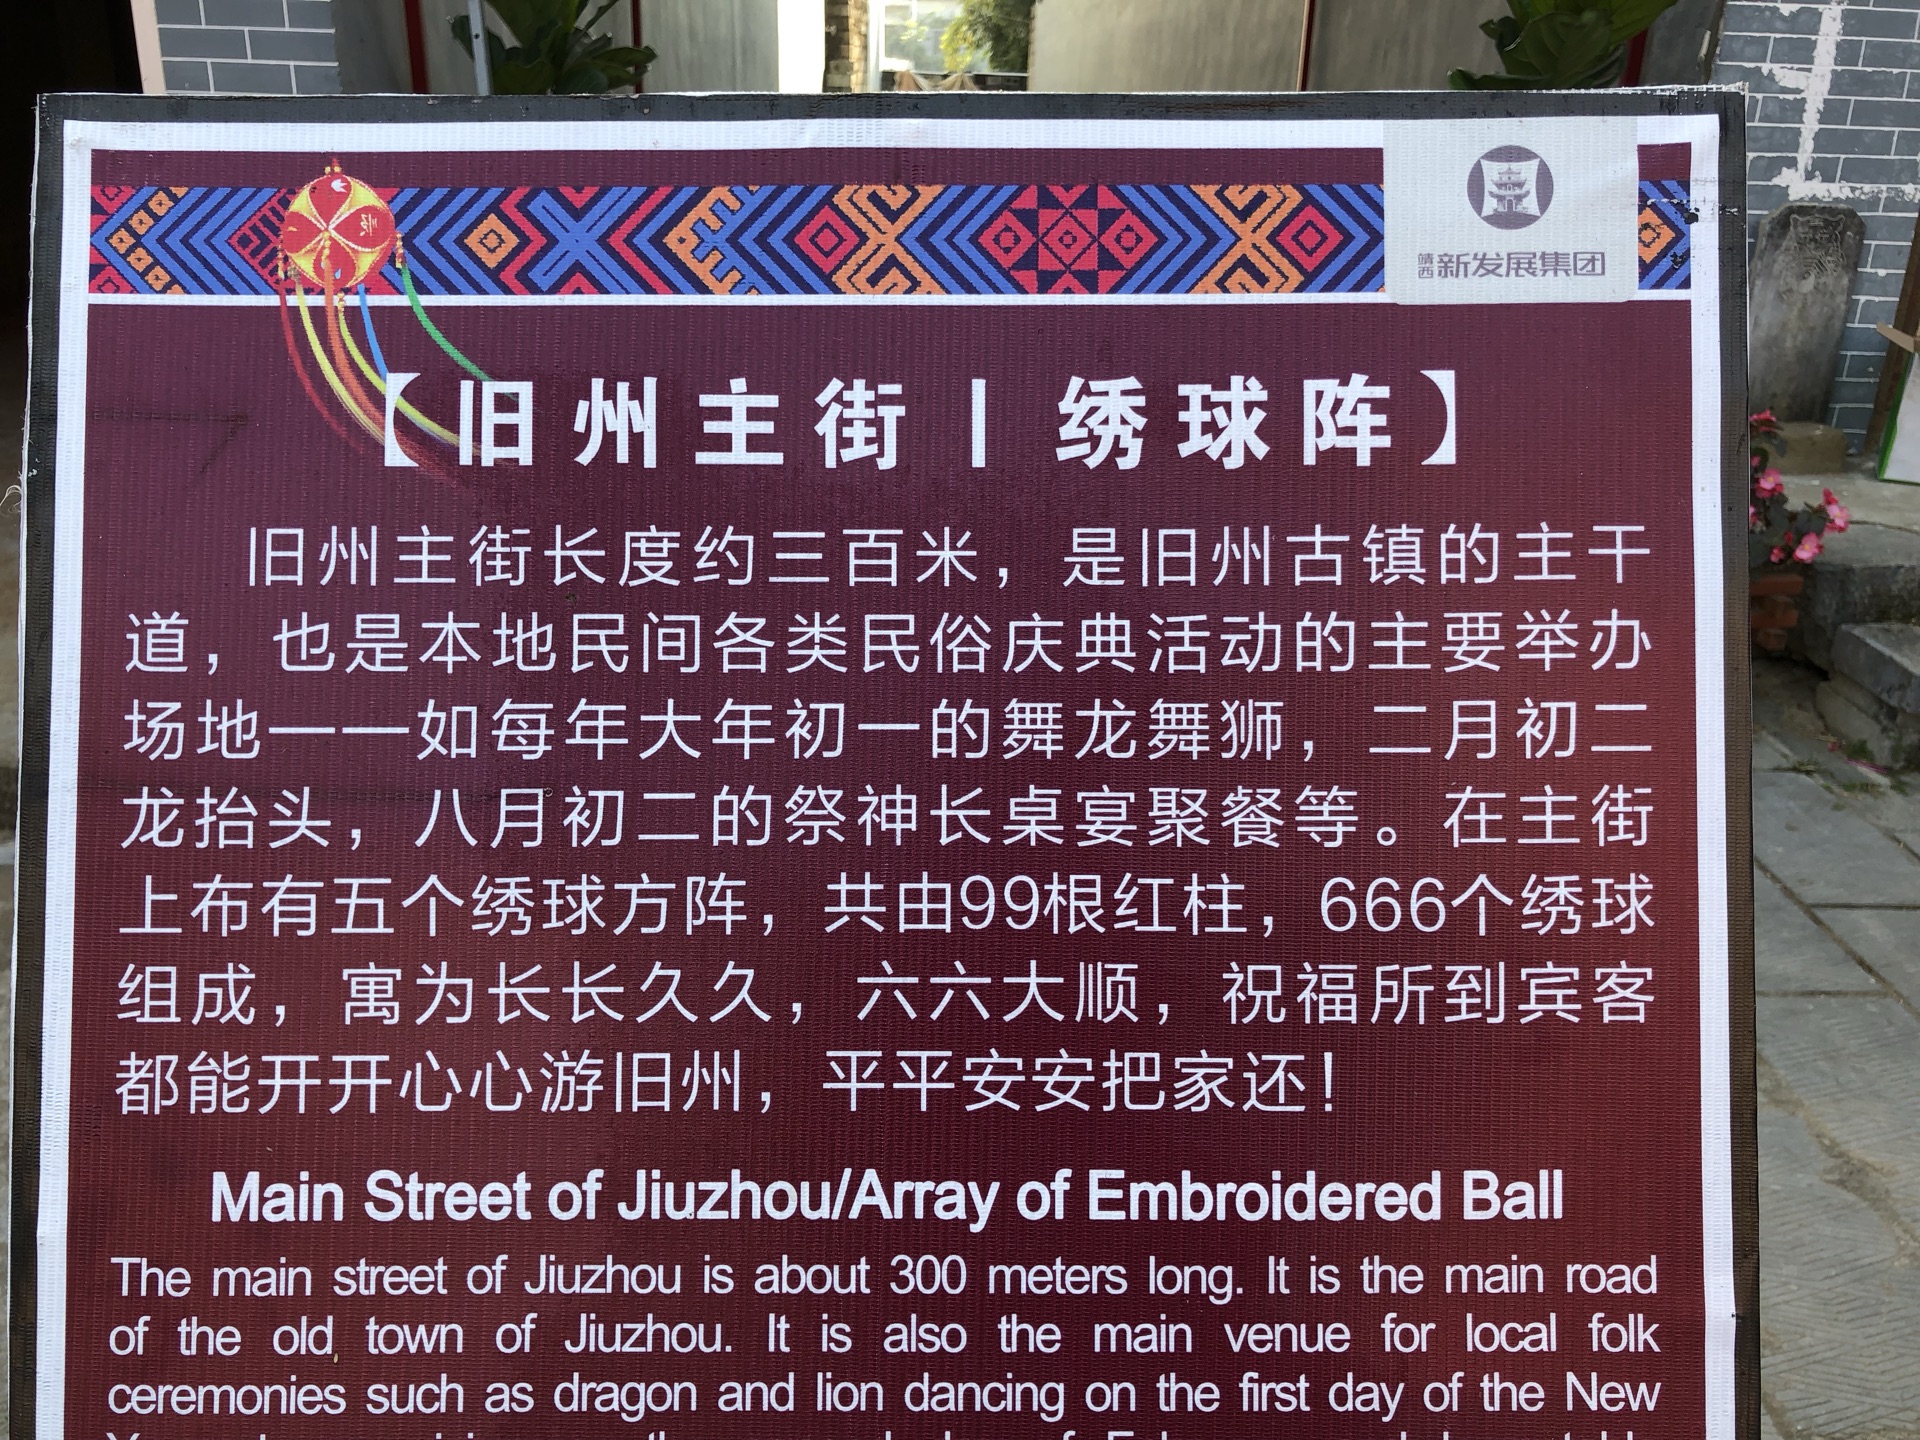 靖西新发展集团
【旧州主街 | 绣球阵】
旧州主街长度约三百米，是旧州古镇的主干
道，也是本地民间各类民俗庆典活动的主要举办
场地——如每年大年初一的舞龙舞狮，二月初二
龙抬头，八月初二的祭神长桌宴聚餐等。在主街
上布有五个绣球方阵，共由99根红柱，666个绣球
组成，寓为长长久久，六六大顺，祝福所到宾客
都能开开心心游旧州，平平安安把家还！
Main Street of Jiuzhou/Array of Embroidered Ball
The main street of Jiuzhou is about 300 meters long. It is the main road
of the old town of Jiuzhou. It is also the main venue for local folk
ceremonies such as dragon and lion dancing on the first day of the New